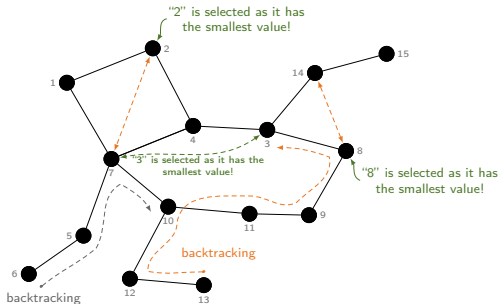 “2” is selected as it has
the smallest value!
2
15
14
1
4
3
“3” is selected as it has the
smallest value!
8
7
“8” is selected as it has
the smallest value!
10
11
9
5
backtracking
6
12
13
backtracking